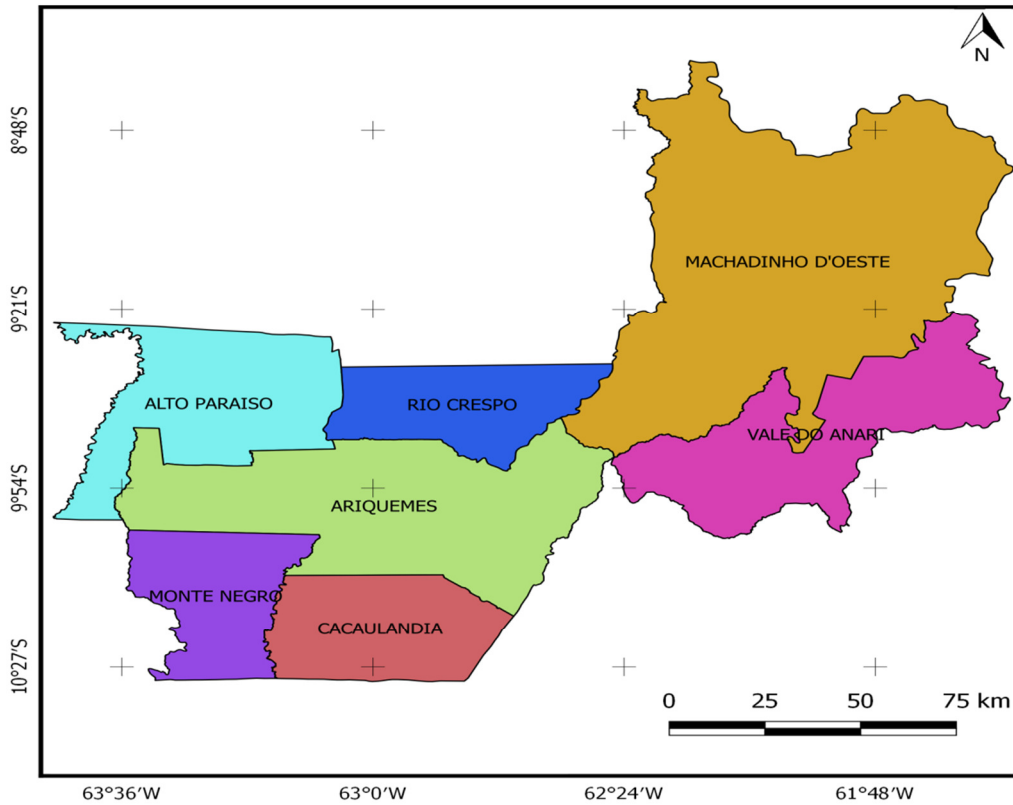 N
8°48'S
9°21'S
9°54'S
10°27'S
MACHADINHO D'OESTE
ALTO PARAISO
RIO CRESPO
VALE DO ANARI
ARIQUEMES
MONTE NEGRO
CACAULANDIA
0 25 50 75 km
63°36'W 63°0'W 62°24'W 61°48'W